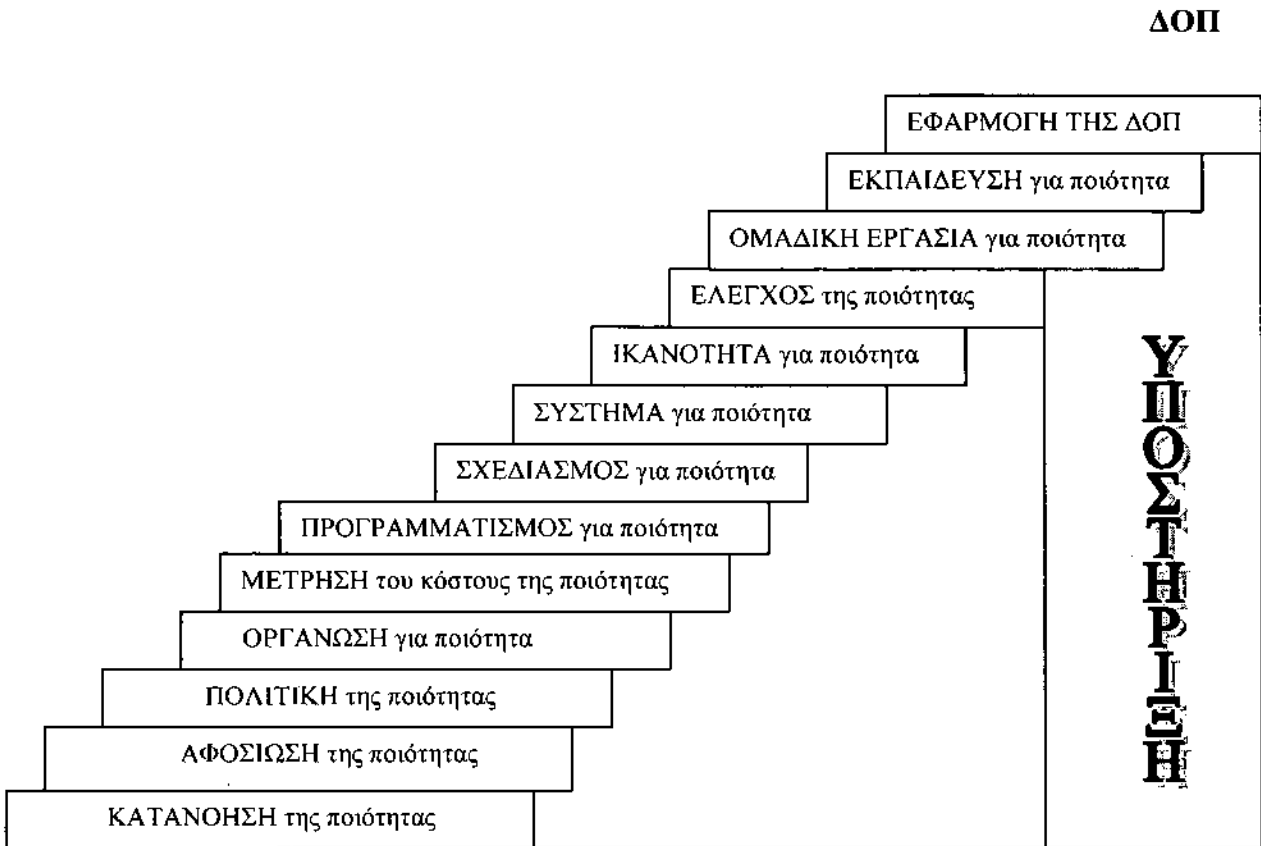 ΔΟΠ
ΕΦΑΡΜΟΓΗ ΤΗΣ ΔΟΠ
ΕΚΠΑΙΔΕΥΣΗ για ποιότητα
ΟΜΑΔΙΚΗ ΕΡΓΑΣΙΑ για ποιότητα
ΕΛΕΓΧΟΣ της ποιότητας
ΙΚΑΝΟΤΗΤΑ για ποιότητα
ΣΥΣΤΗΜΑ για ποιότητα
ΣΧΕΔΙΑΣΜΟΣ για ποιότητα
ΠΡΟΓΡΑΜΜΑΤΙΣΜΟΣ για ποιότητα
ΜΕΤΡΗΣΗ του κόστους της ποιότητας
ΟΡΓΑΝΩΣΗ για ποιότητα
ΠΟΛΙΤΙΚΗ της ποιότητας
ΑΦΟΣΙΩΣΗ της ποιότητας
ΚΑΤΑΝΟΗΣΗ της ποιότητας
ΥΠΟΣΤΗΡΙΞΗ